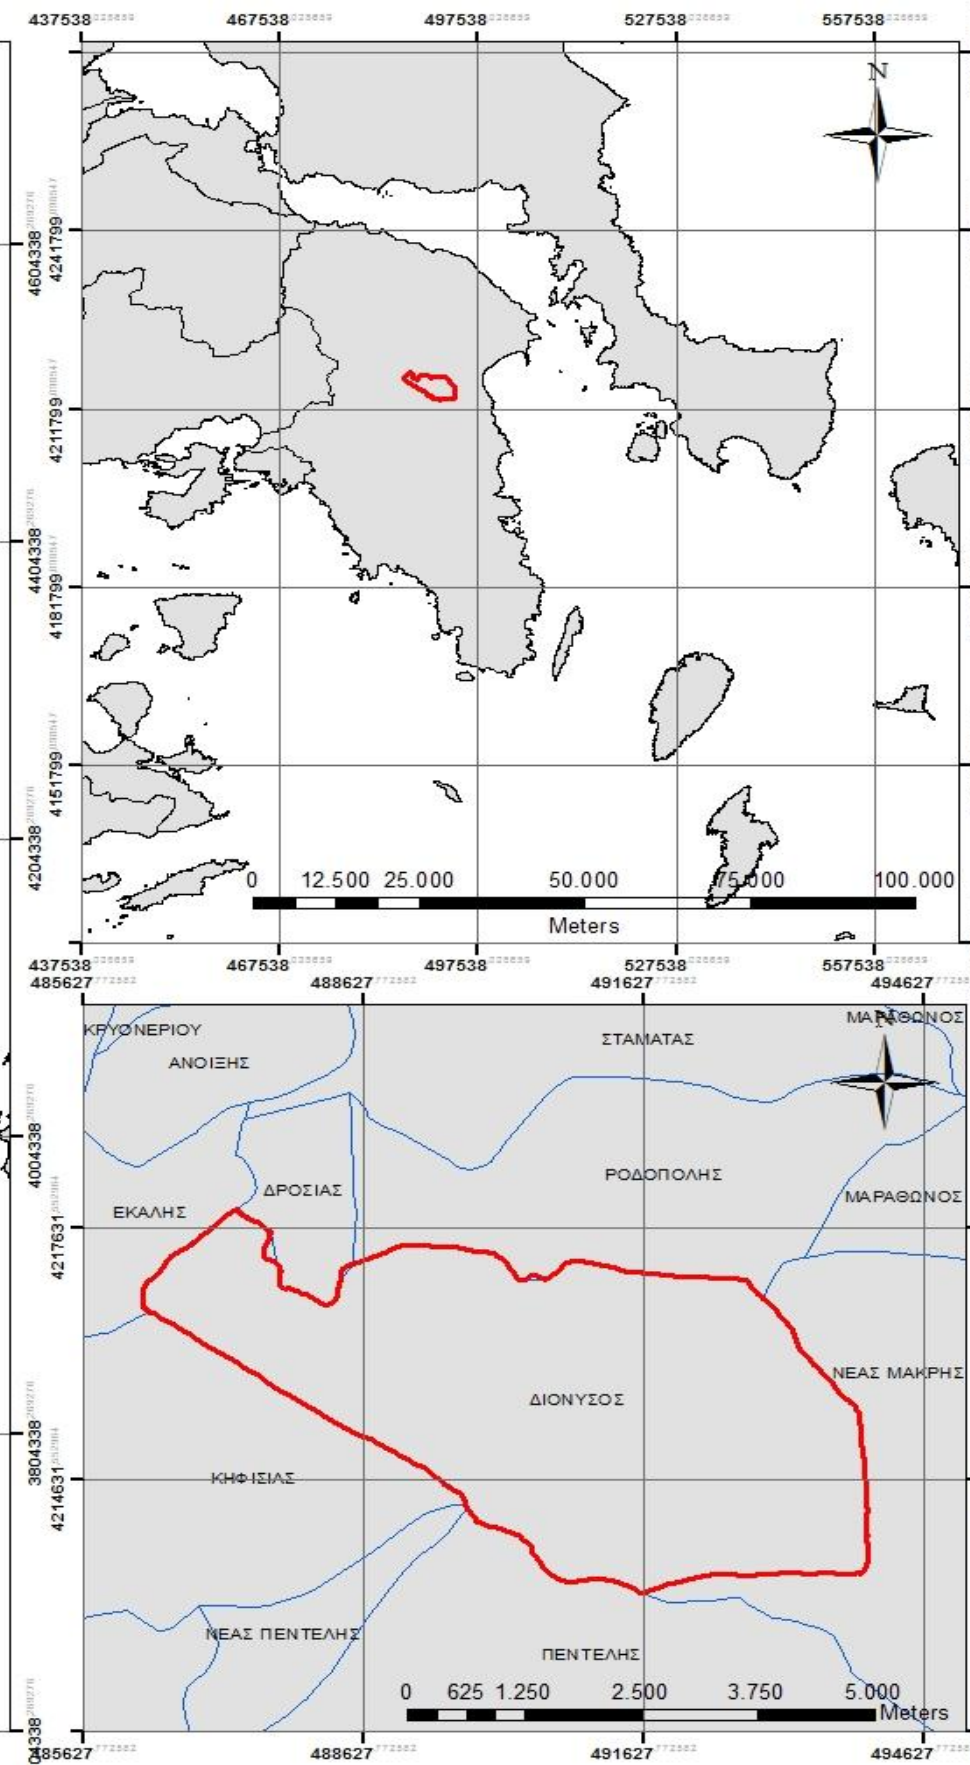 437538 467538 497538 527538 557538
N
4604338
4241799
4211799
4404338
4181799
4151799
4204338
0 12.500 25.000 50.000 75.000 100.000
Meters
437538 467538 497538 527538 557538
485627 488627 491627 494627
ΚΡΥΟΝΕΡΙΟΥ
ΑΝΟΙΞΗΣ
ΣΤΑΜΑΤΑΣ
ΜΑΡΑΘΩΝΟΣ
N
4004338
ΔΡΟΣΙΑΣ
ΡΟΔΟΠΟΛΗΣ
ΕΚΑΛΗΣ
ΜΑΡΑΘΩΝΟΣ
4217631
ΝΕΑΣ ΜΑΚΡΗΣ
ΔΙΟΝΥΣΟΣ
3804338
ΚΗΦΙΣΙΑΣ
4214631
ΝΕΑΣ ΠΕΝΤΕΛΗΣ
ΠΕΝΤΕΛΗΣ
0 625 1.250 2.500 3.750 5.000
Meters
485627 488627 491627 494627